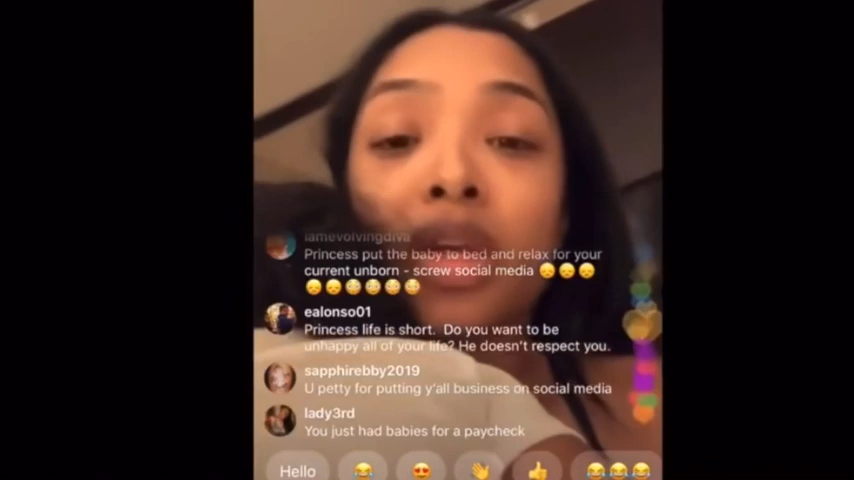 iamevolvingdiva
Princess put the baby to bed and relax for your
current unborn - screw social media 😞😞😞
😞😞😳😳😳😳
ealonso01
Princess life is short.  Do you want to be
unhappy all of your life? He doesn't respect you.
sapphirebby2019
U petty for putting y'all business on social media
lady3rd
You just had babies for a paycheck
Hello 😂 😍 👋 👍 😂😂😂